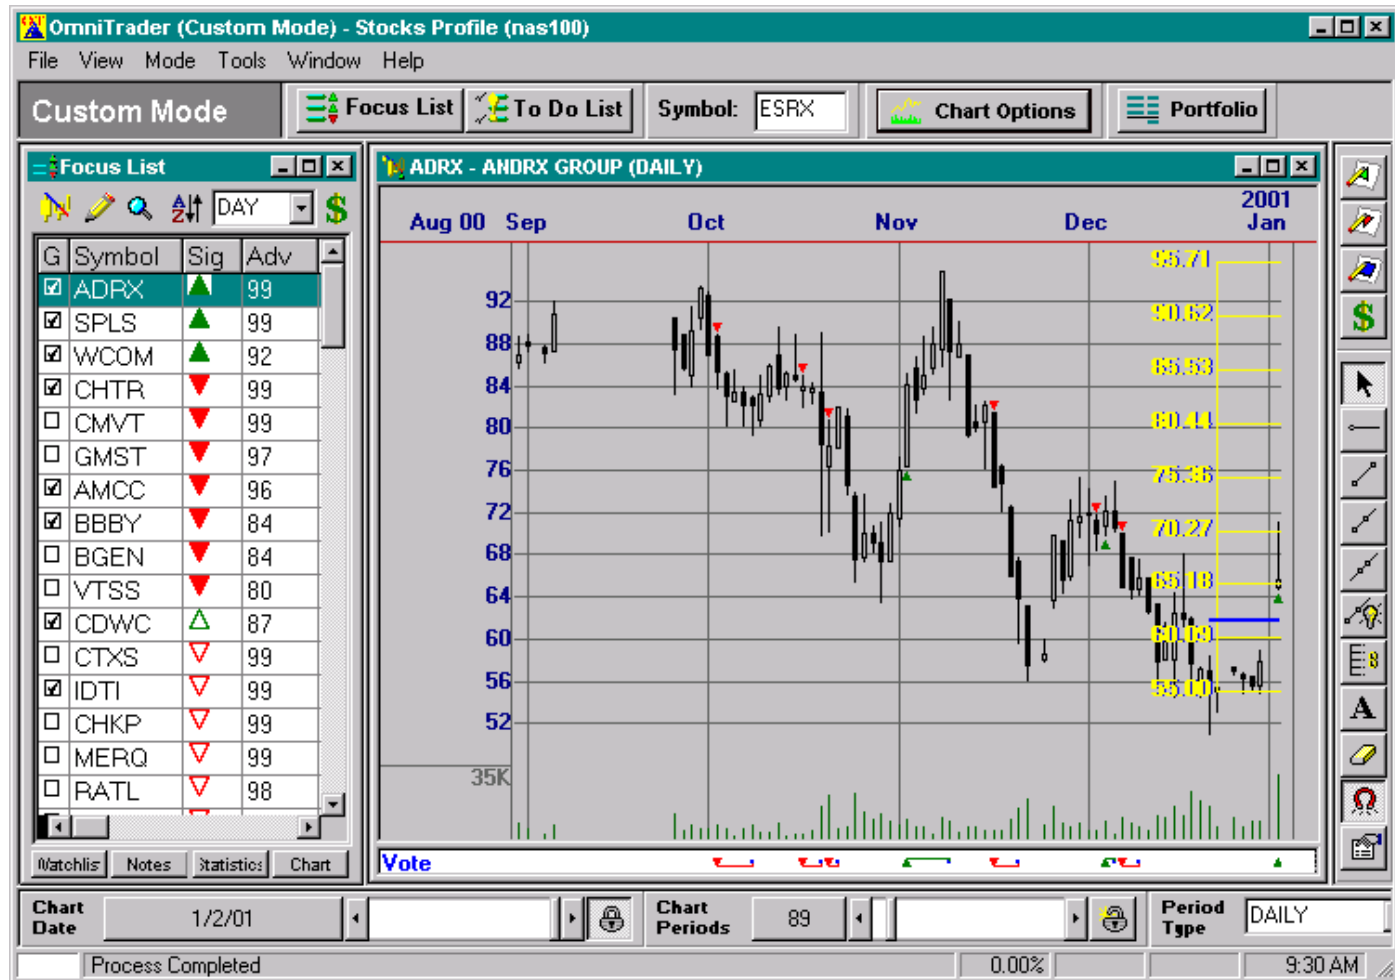 OmniTrader (Custom Mode) - Stocks Profile (nas100)
File View Mode Tools Window Help
Custom Mode Focus List To Do List Symbol: ESRX Chart Options Portfolio
Focus List
DAY
G Symbol Sig Adv
ADRX 99
SPLS 99
WCOM 92
CHTR 99
CMVT 99
GMST 97
AMCC 96
BBBY 84
BGEN 84
VTSS 80
CDWC 87
CTXS 99
IDTI 99
CHKP 99
MERQ 99
RATL 98
Watchlis Notes Statistics Chart
ADRX - ANDRX GROUP (DAILY)
2001
Aug 00 Sep Oct Nov Dec Jan
95.71
92
90.62
88
85.53
84
80.44
80
76
75.36
72
70.27
68
65.18
64
60.09
60
56
55.00
52
35K
Vote
Chart Date 1/2/01 Chart Periods 89 Period Type DAILY
Process Completed 0.00% 9:30 AM